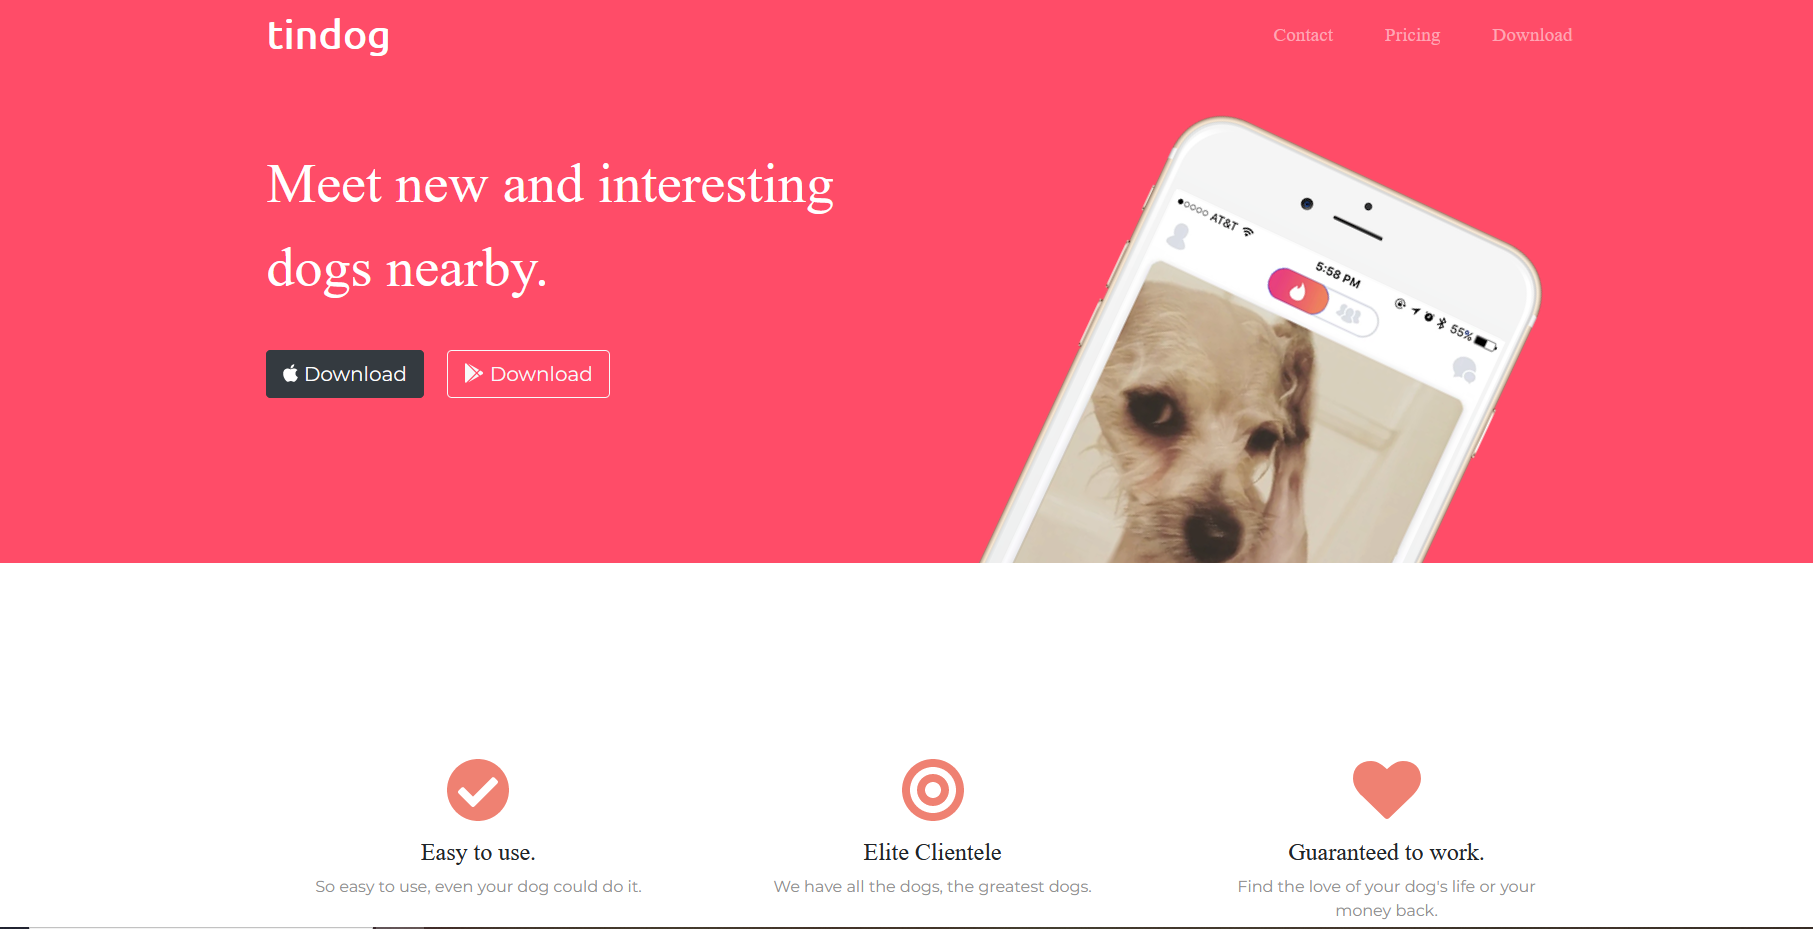 tindog
Contact Pricing Download
Meet new and interesting
dogs nearby.
Download Download
AT&T
5:58 PM
55%
Easy to use. Elite Clientele Guaranteed to work.
So easy to use, even your dog could do it. We have all the dogs, the greatest dogs. Find the love of your dog's life or your
money back.